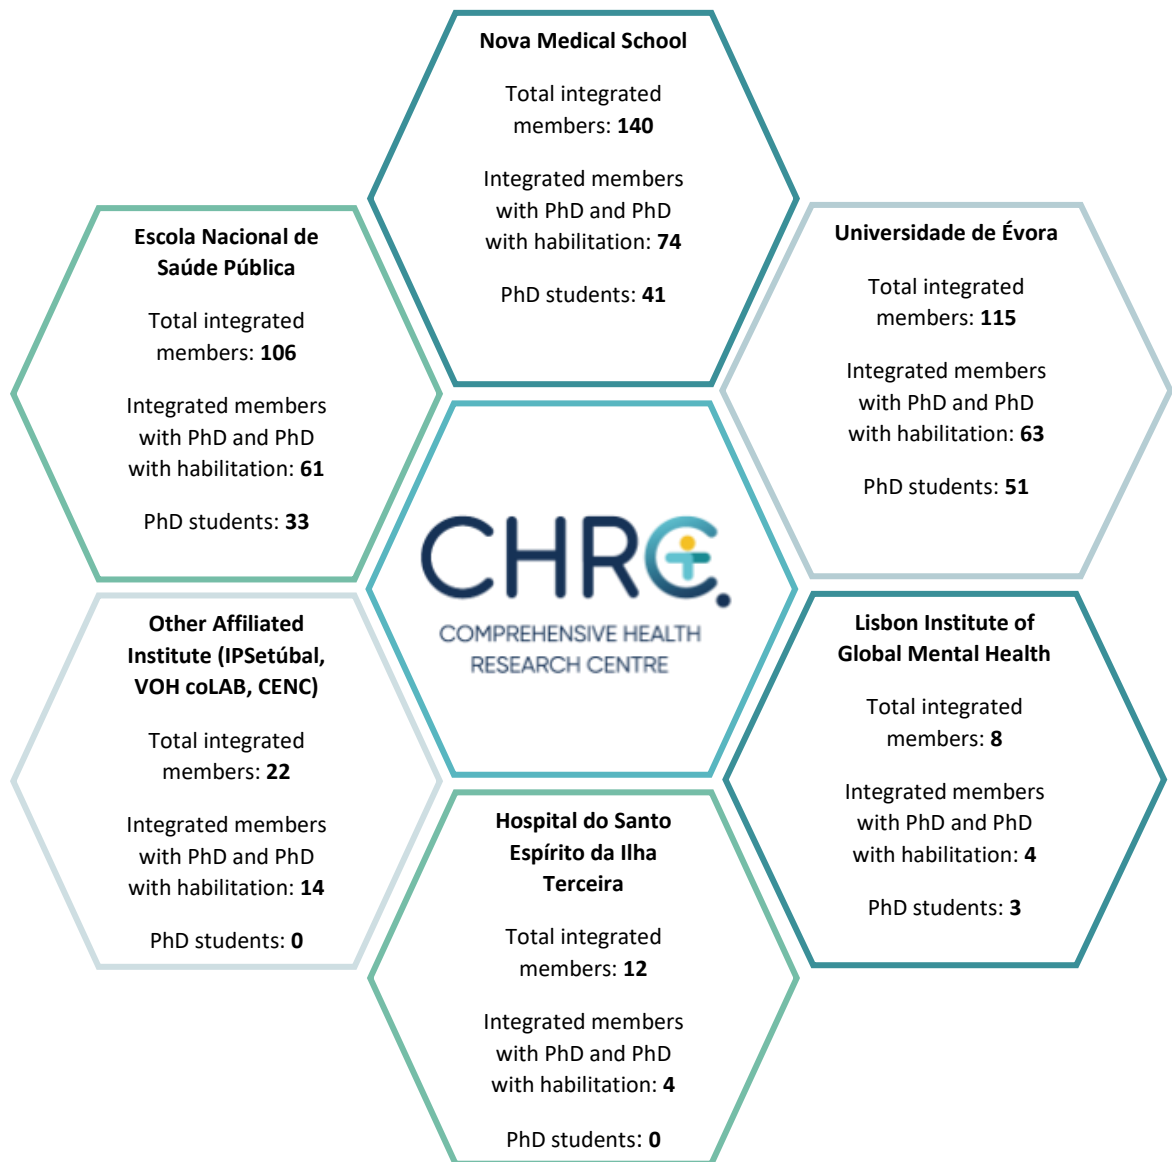 Nova Medical School
Total integrated
members: 140
Integrated members
with PhD and PhD
with habilitation: 74
PhD students: 41
Escola Nacional de
Saúde Pública
Total integrated
members: 106
Integrated members
with PhD and PhD
with habilitation: 61
PhD students: 33
Universidade de Évora
Total integrated
members: 115
Integrated members
with PhD and PhD
with habilitation: 63
PhD students: 51
CHRC.
COMPREHENSIVE HEALTH
RESEARCH CENTRE
Other Affiliated
Institute (IPSetúbal,
VOH coLAB, CENC)
Total integrated
members: 22
Integrated members
with PhD and PhD
with habilitation: 14
PhD students: 0
Lisbon Institute of
Global Mental Health
Total integrated
members: 8
Integrated members
with PhD and PhD
with habilitation: 4
PhD students: 3
Hospital do Santo
Espírito da Ilha
Terceira
Total integrated
members: 12
Integrated members
with PhD and PhD
with habilitation: 4
PhD students: 0